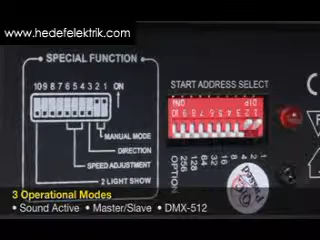 www.hedefelektrik.com
SPECIAL FUNCTION
10 9 8 7 6 5 4 3 2 1 ON
MANUAL MODE
DIRECTION
SPEED ADJUSTMENT
2 LIGHT SHOW
START ADDRESS SELECT
ON DIP
1 2 3 4 5 6 7 8 9 10
1
2
4
8
16
32
64
128
256
OPTION
3 Operational Modes
• Sound Active • Master/Slave • DMX-512